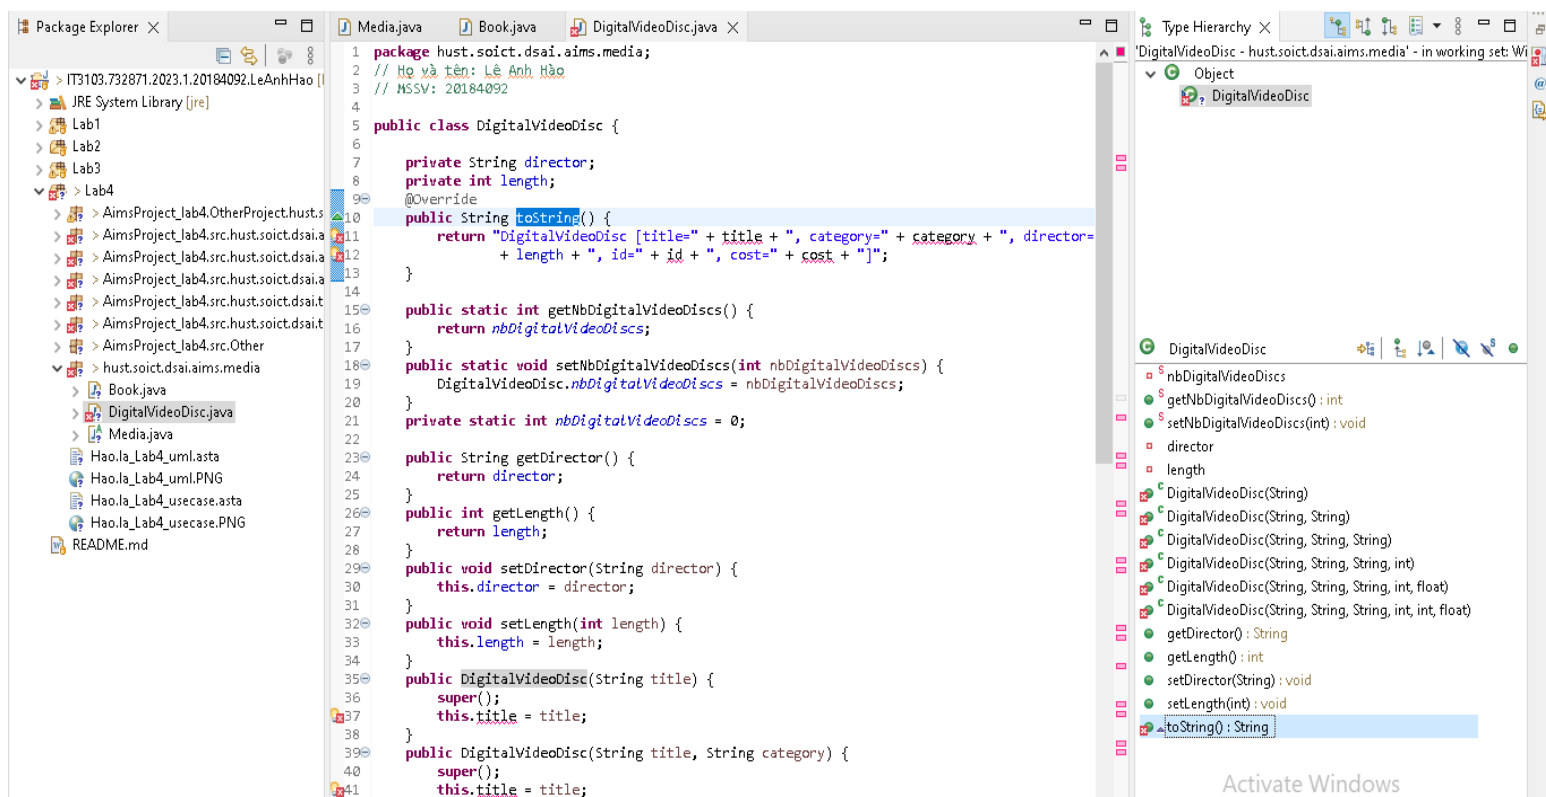 Package Explorer
> IT3103.732871.2023.1.20184092.LeAnhHao [
JRE System Library [jre]
Lab1
Lab2
Lab3
> Lab4
> AimsProject_lab4.OtherProject.hust.s
> AimsProject_lab4.src.hust.soict.dsai.a
> AimsProject_lab4.src.hust.soict.dsai.a
> AimsProject_lab4.src.hust.soict.dsai.a
> AimsProject_lab4.src.hust.soict.dsai.t
> AimsProject_lab4.src.hust.soict.dsai.t
> AimsProject_lab4.src.Other
> hust.soict.dsai.aims.media
Book.java
DigitalVideoDisc.java
Media.java
Hao.la_Lab4_uml.asta
Hao.la_Lab4_uml.PNG
Hao.la_Lab4_usecase.asta
Hao.la_Lab4_usecase.PNG
README.md
Media.java Book.java DigitalVideoDisc.java
1 package hust.soict.dsai.aims.media;
2 // Họ và tên: Lê Anh Hào
3 // MSSV: 20184092
4
5 public class DigitalVideoDisc {
6
7 private String director;
8 private int length;
9 @Override
10 public String toString() {
11 return "DigitalVideoDisc [title=" + title + ", category=" + category + ", director=
12 + length + ", id=" + id + ", cost=" + cost + "]";
13 }
14
15 public static int getNbDigitalVideoDiscs() {
16 return nbDigitalVideoDiscs;
17 }
18 public static void setNbDigitalVideoDiscs(int nbDigitalVideoDiscs) {
19 DigitalVideoDisc.nbDigitalVideoDiscs = nbDigitalVideoDiscs;
20 }
21 private static int nbDigitalVideoDiscs = 0;
22
23 public String getDirector() {
24 return director;
25 }
26 public int getLength() {
27 return length;
28 }
29 public void setDirector(String director) {
30 this.director = director;
31 }
32 public void setLength(int length) {
33 this.length = length;
34 }
35 public DigitalVideoDisc(String title) {
36 super();
37 this.title = title;
38 }
39 public DigitalVideoDisc(String title, String category) {
40 super();
41 this.title = title;
Type Hierarchy
'DigitalVideoDisc - hust.soict.dsai.aims.media' - in working set: Wi
Object
DigitalVideoDisc
DigitalVideoDisc
nbDigitalVideoDiscs
getNbDigitalVideoDiscs() : int
setNbDigitalVideoDiscs(int) : void
director
length
DigitalVideoDisc(String)
DigitalVideoDisc(String, String)
DigitalVideoDisc(String, String, String)
DigitalVideoDisc(String, String, String, int)
DigitalVideoDisc(String, String, String, int, float)
DigitalVideoDisc(String, String, String, int, int, float)
getDirector() : String
getLength() : int
setDirector(String) : void
setLength(int) : void
toString() : String
Activate Windows